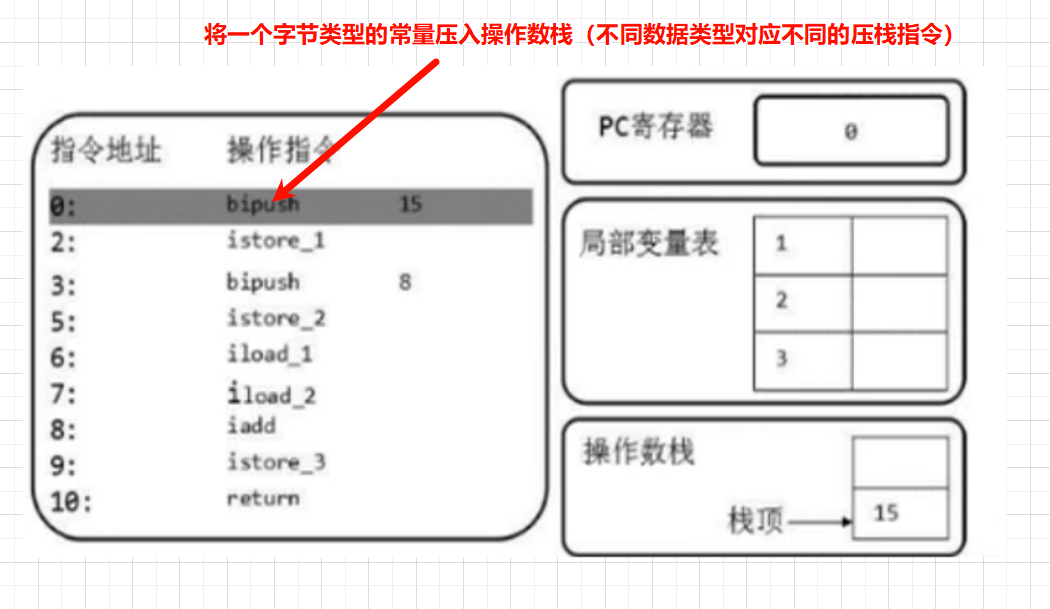 将一个字节类型的常量压入操作数栈（不同数据类型对应不同的压栈指令）
指令地址 操作指令
0: bipush 15
2: istore_1
3: bipush 8
5: istore_2
6: iload_1
7: iload_2
8: iadd
9: istore_3
10: return
PC寄存器 0
局部变量表 1
2
3
操作数栈
栈顶 15